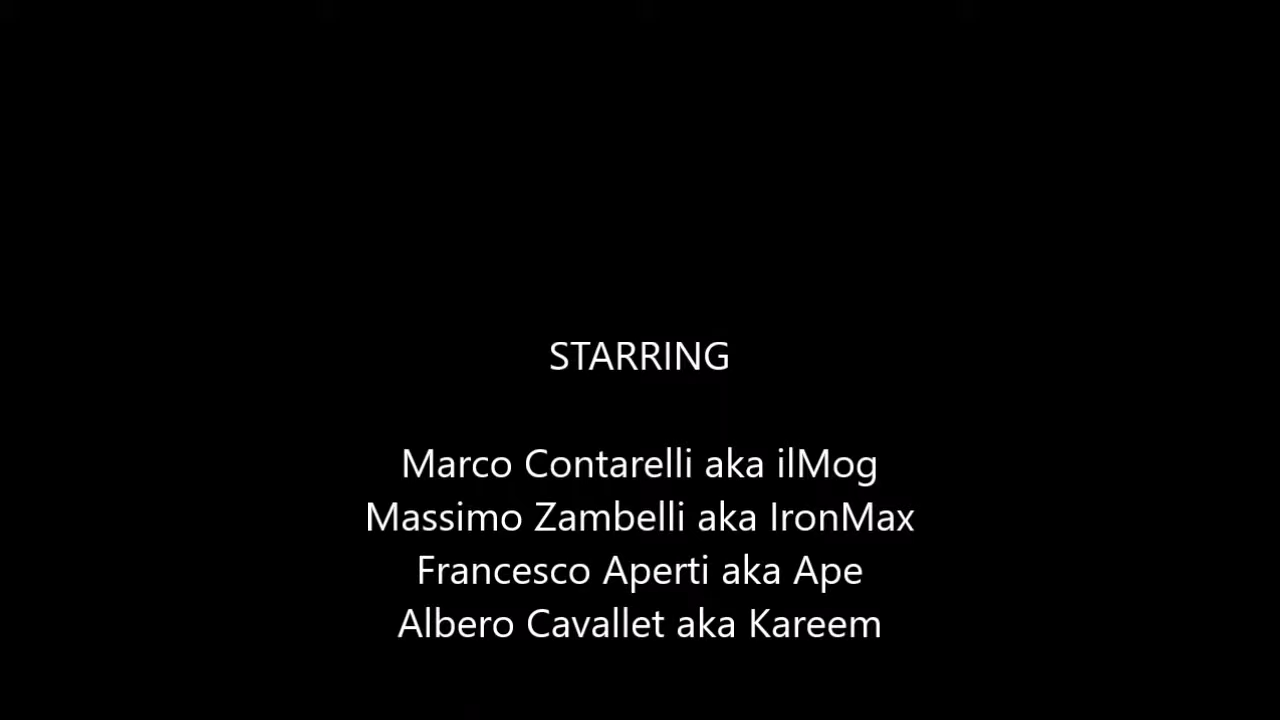 STARRING
Marco Contarelli aka ilMog
Massimo Zambelli aka IronMax
Francesco Aperti aka Ape
Albero Cavallet aka Kareem